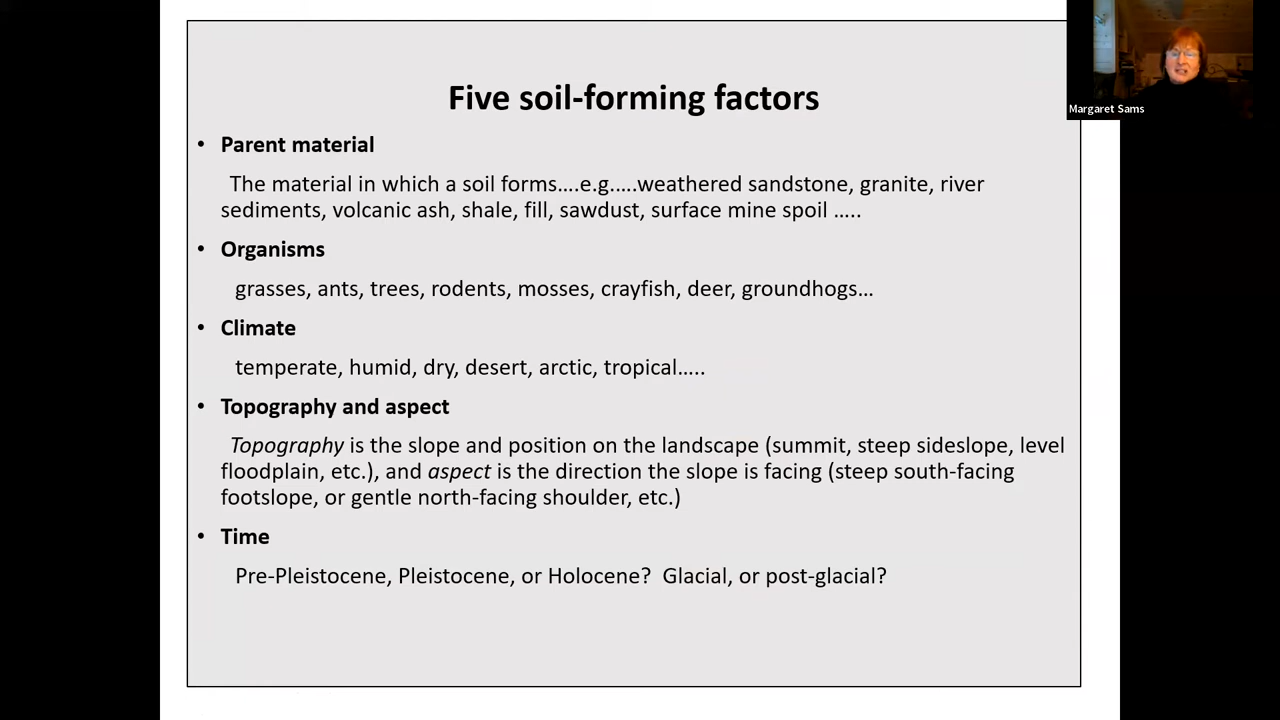 Five soil-forming factors
Margaret Sams
• Parent material
The material in which a soil forms….e.g.….weathered sandstone, granite, river
sediments, volcanic ash, shale, fill, sawdust, surface mine spoil …..
• Organisms
grasses, ants, trees, rodents, mosses, crayfish, deer, groundhogs…
• Climate
temperate, humid, dry, desert, arctic, tropical…..
• Topography and aspect
Topography is the slope and position on the landscape (summit, steep sideslope, level
floodplain, etc.), and aspect is the direction the slope is facing (steep south-facing
footslope, or gentle north-facing shoulder, etc.)
• Time
Pre-Pleistocene, Pleistocene, or Holocene?  Glacial, or post-glacial?